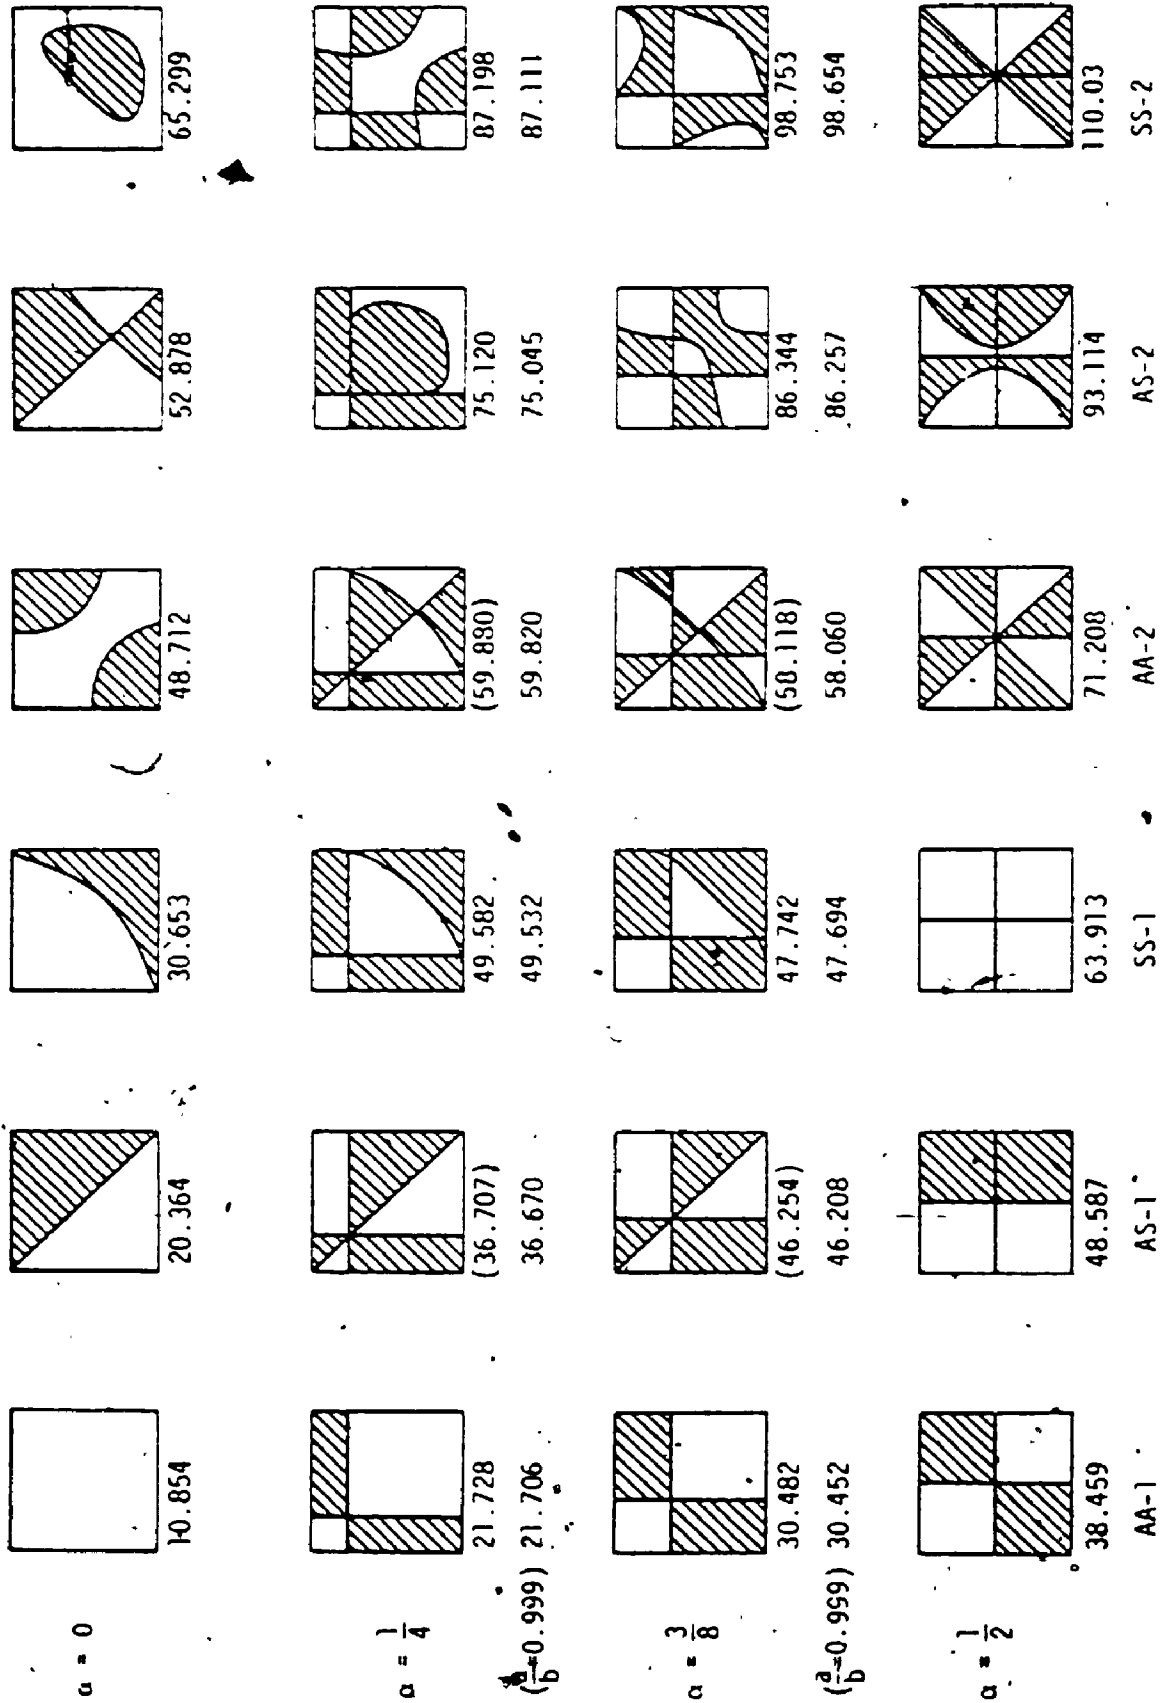 α = 0
10.854 20.364 30.653 48.712 52.878 65.299
α = 1/4
21.728 (36.707) 49.582 (59.880) 75.120 87.198
(a/b=0.999) 21.706 36.670 49.532 59.820 75.045 87.111
α = 3/8
30.482 (46.254) 47.742 (58.118) 86.344 98.753
(a/b=0.999) 30.452 46.208 47.694 58.060 86.257 98.654
α = 1/2
38.459 48.587 63.913 71.208 93.114 110.03
AA-1 AS-1 SS-1 AA-2 AS-2 SS-2